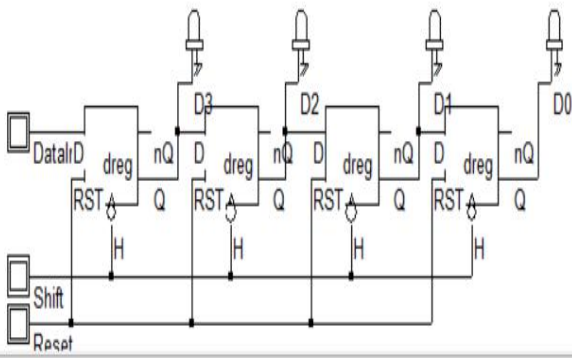 D3 D2 D1 D0
DataIn D nQ D nQ D nQ D nQ
dreg dreg dreg dreg
RST Q RST Q RST Q RST Q
H H H H
Shift
Reset